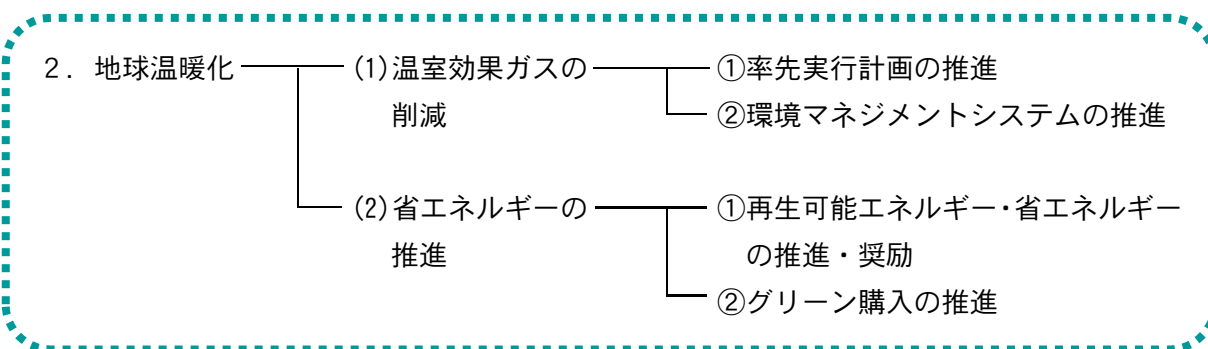 ２．地球温暖化 (1)温室効果ガスの ①率先実行計画の推進
削減 ②環境マネジメントシステムの推進
(2)省エネルギーの ①再生可能エネルギー・省エネルギー
推進 の推進・奨励
②グリーン購入の推進